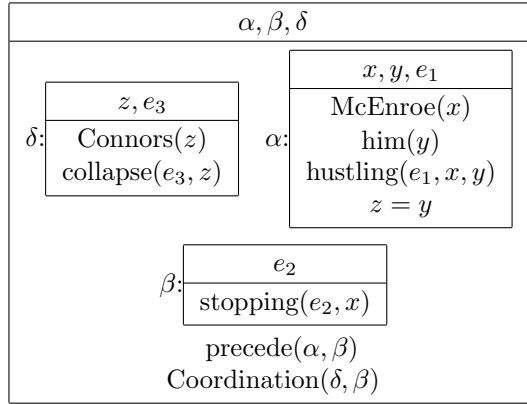 α, β, δ
δ:
z, e₃
Connors(z)
collapse(e₃, z)
α:
x, y, e₁
McEnroe(x)
him(y)
hustling(e₁, x, y)
z = y
β:
e₂
stopping(e₂, x)
precede(α, β)
Coordination(δ, β)